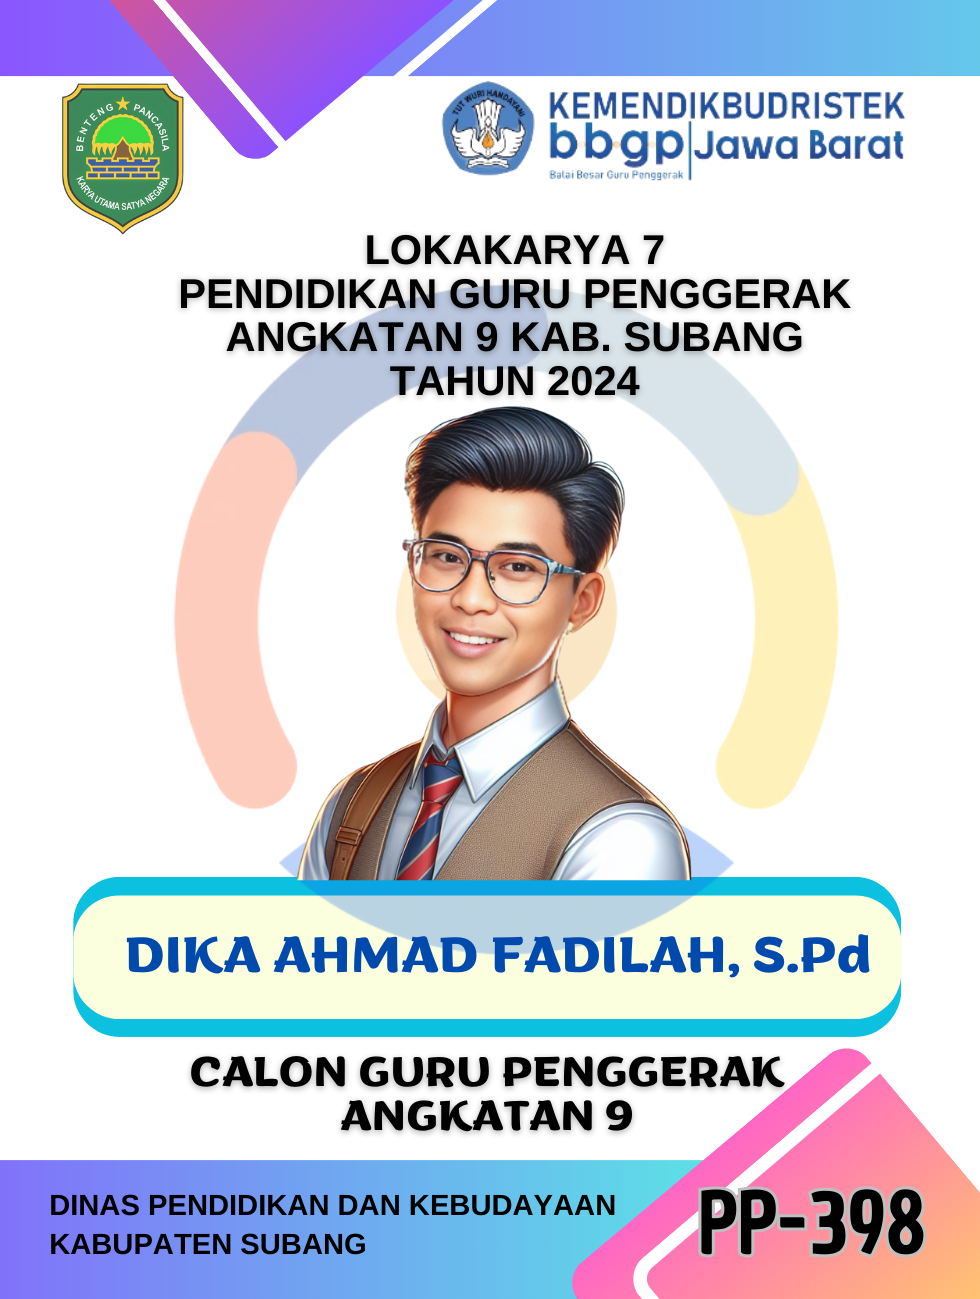 BENTENG PANCASILA
KARYA UTAMA SATYA NEGARA
TUT WURI HANDAYANI
KEMENDIKBUDRISTEK
bbgp Jawa Barat
Balai Besar Guru Penggerak
LOKAKARYA 7
PENDIDIKAN GURU PENGGERAK
ANGKATAN 9 KAB. SUBANG
TAHUN 2024
DIKA AHMAD FADILAH, S.Pd
CALON GURU PENGGERAK
ANGKATAN 9
DINAS PENDIDIKAN DAN KEBUDAYAAN
KABUPATEN SUBANG
PP-398